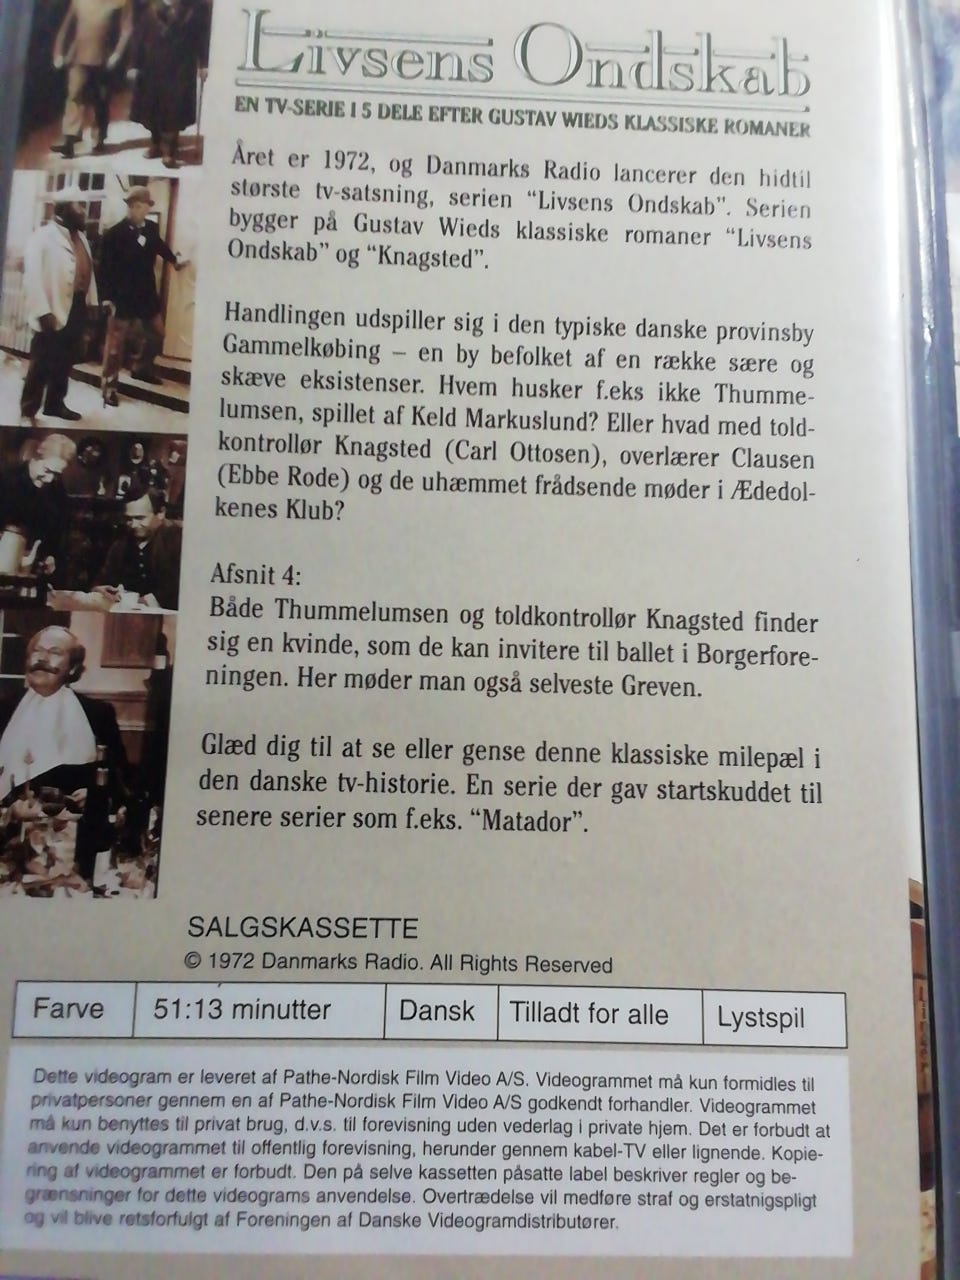 Livsens Ondskab
EN TV-SERIE I 5 DELE EFTER GUSTAV WIEDS KLASSISKE ROMANER
Året er 1972, og Danmarks Radio lancerer den hidtil
største tv-satsning, serien "Livsens Ondskab". Serien
bygger på Gustav Wieds klassiske romaner "Livsens
Ondskab" og "Knagsted".
Handlingen udspiller sig i den typiske danske provinsby
Gammelkøbing – en by befolket af en række sære og
skæve eksistenser. Hvem husker f.eks ikke Thumme-
lumsen, spillet af Keld Markuslund? Eller hvad med told-
kontrollør Knagsted (Carl Ottosen), overlærer Clausen
(Ebbe Rode) og de uhæmmet frådsende møder i Ædedol-
kenes Klub?
Afsnit 4:
Både Thummelumsen og toldkontrollør Knagsted finder
sig en kvinde, som de kan invitere til ballet i Borgerfore-
ningen. Her møder man også selveste Greven.
Glæd dig til at se eller gense denne klassiske milepæl i
den danske tv-historie. En serie der gav startskuddet til
senere serier som f.eks. "Matador".
SALGSKASSETTE
© 1972 Danmarks Radio. All Rights Reserved
Farve 51:13 minutter Dansk Tilladt for alle Lystspil
Dette videogram er leveret af Pathe-Nordisk Film Video A/S. Videogrammet må kun formidles til
privatpersoner gennem en af Pathe-Nordisk Film Video A/S godkendt forhandler. Videogrammet
må kun benyttes til privat brug, d.v.s. til forevisning uden vederlag i private hjem. Det er forbudt at
anvende videogrammet til offentlig forevisning, herunder gennem kabel-TV eller lignende. Kopie-
ring af videogrammet er forbudt. Den på selve kassetten påsatte label beskriver regler og be-
grænsninger for dette videograms anvendelse. Overtrædelse vil medføre straf og erstatnigspligt
og vil blive retsforfulgt af Foreningen af Danske Videogramdistributører.